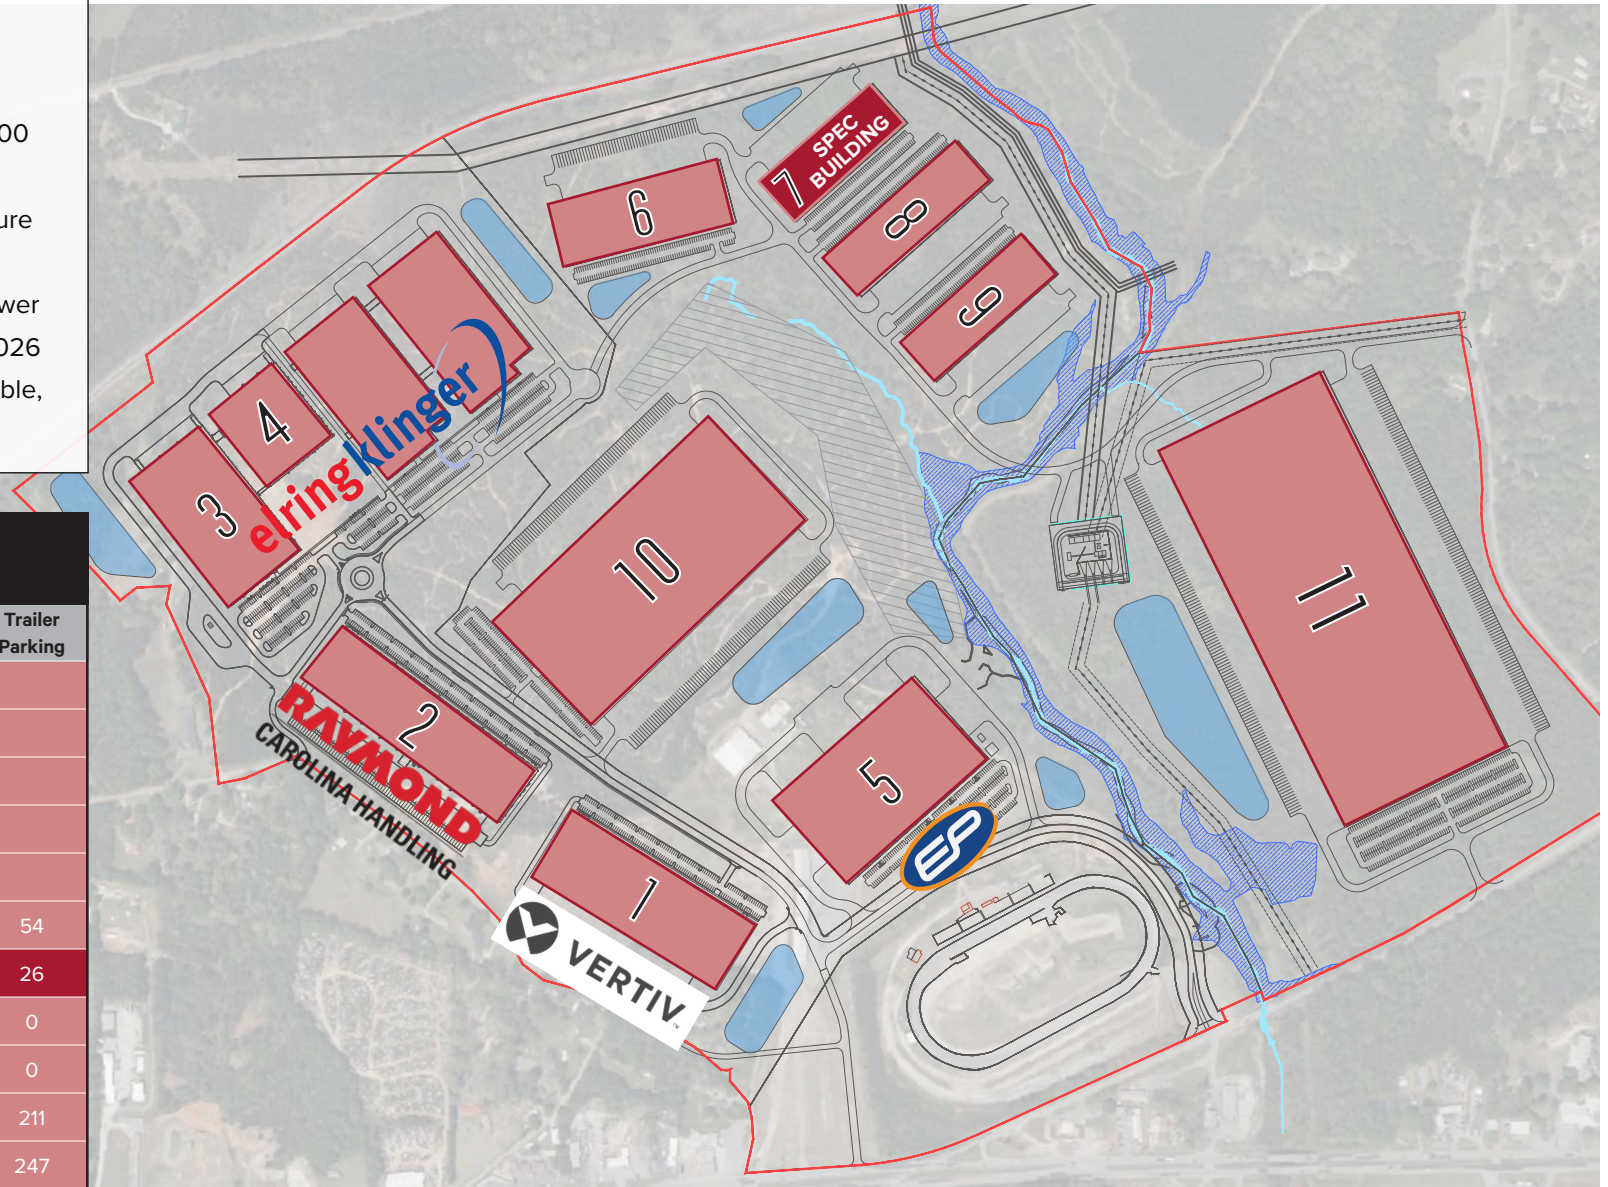 00
ure
wer
026
ble,
Trailer
Parking
54
26
0
0
211
247
SPEC
BUILDING
7
6
8
9
4
3
elringklinger
10
11
2
RAYMOND
CAROLINA HANDLING
5
EP
1
VERTIV™